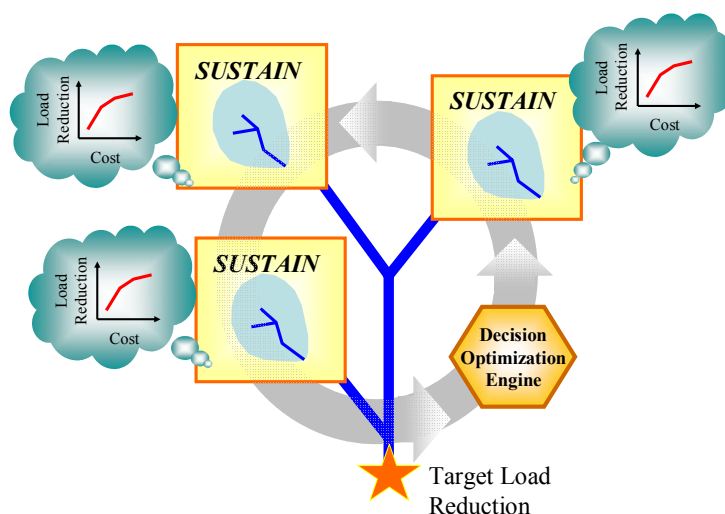 Load
Reduction
Cost
SUSTAIN
SUSTAIN
Load
Reduction
Cost
Load
Reduction
Cost
SUSTAIN
Decision
Optimization
Engine
Target Load
Reduction